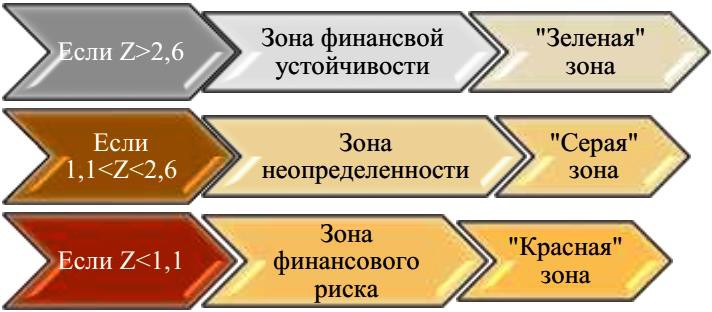 Если Z>2,6
Зона финансвой
устойчивости
"Зеленая"
зона
Если
1,1<Z<2,6
Зона
неопределенности
"Серая"
зона
Если Z<1,1
Зона
финансового
риска
"Красная"
зона